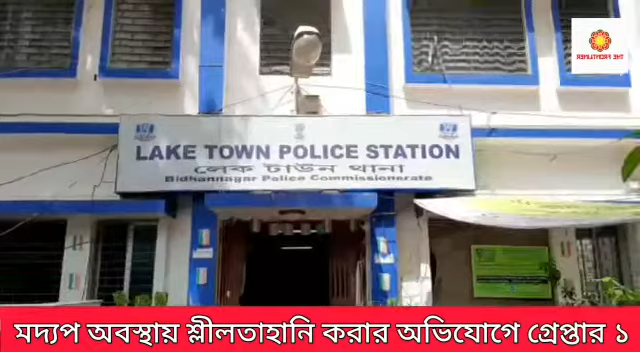 LAKE TOWN POLICE STATION
লেক টাউন থানা
Bidhannagar Police Commissionerate
মদ্যপ অবস্থায় শ্লীলতাহানি করার অভিযোগে গ্রেপ্তার ১